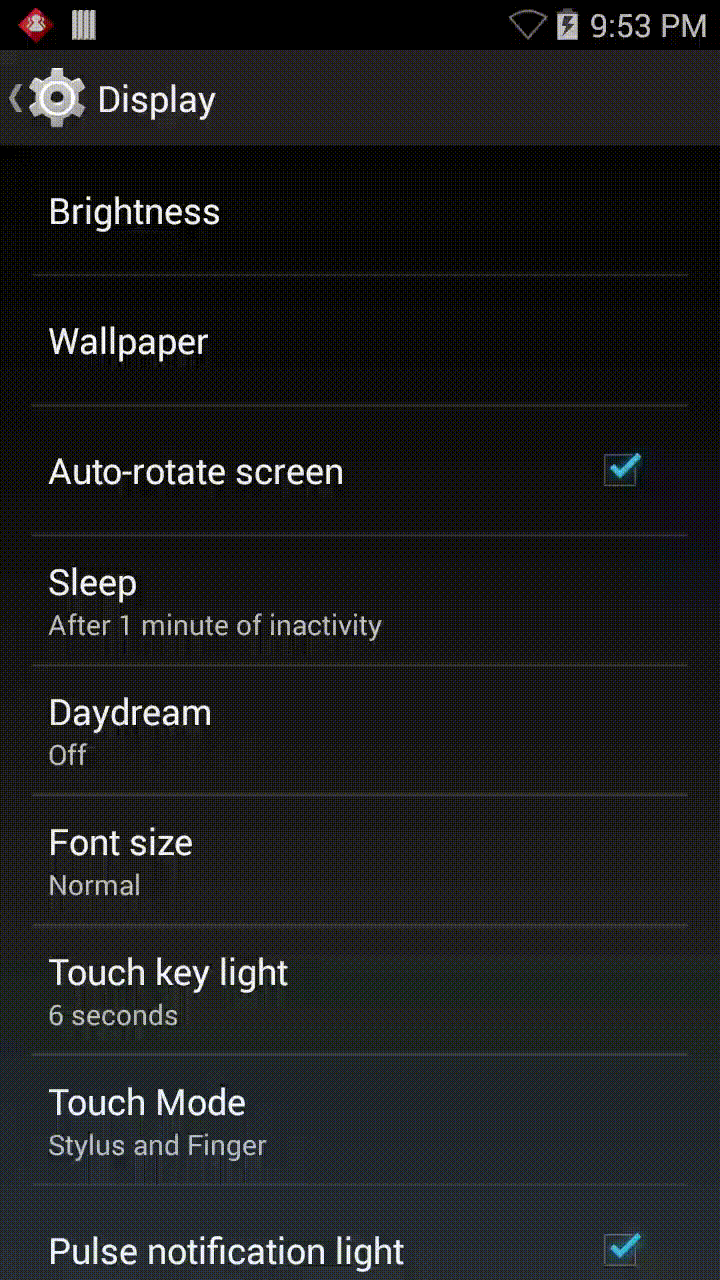 9:53 PM
Display
Brightness
Wallpaper
Auto-rotate screen
Sleep
After 1 minute of inactivity
Daydream
Off
Font size
Normal
Touch key light
6 seconds
Touch Mode
Stylus and Finger
Pulse notification light